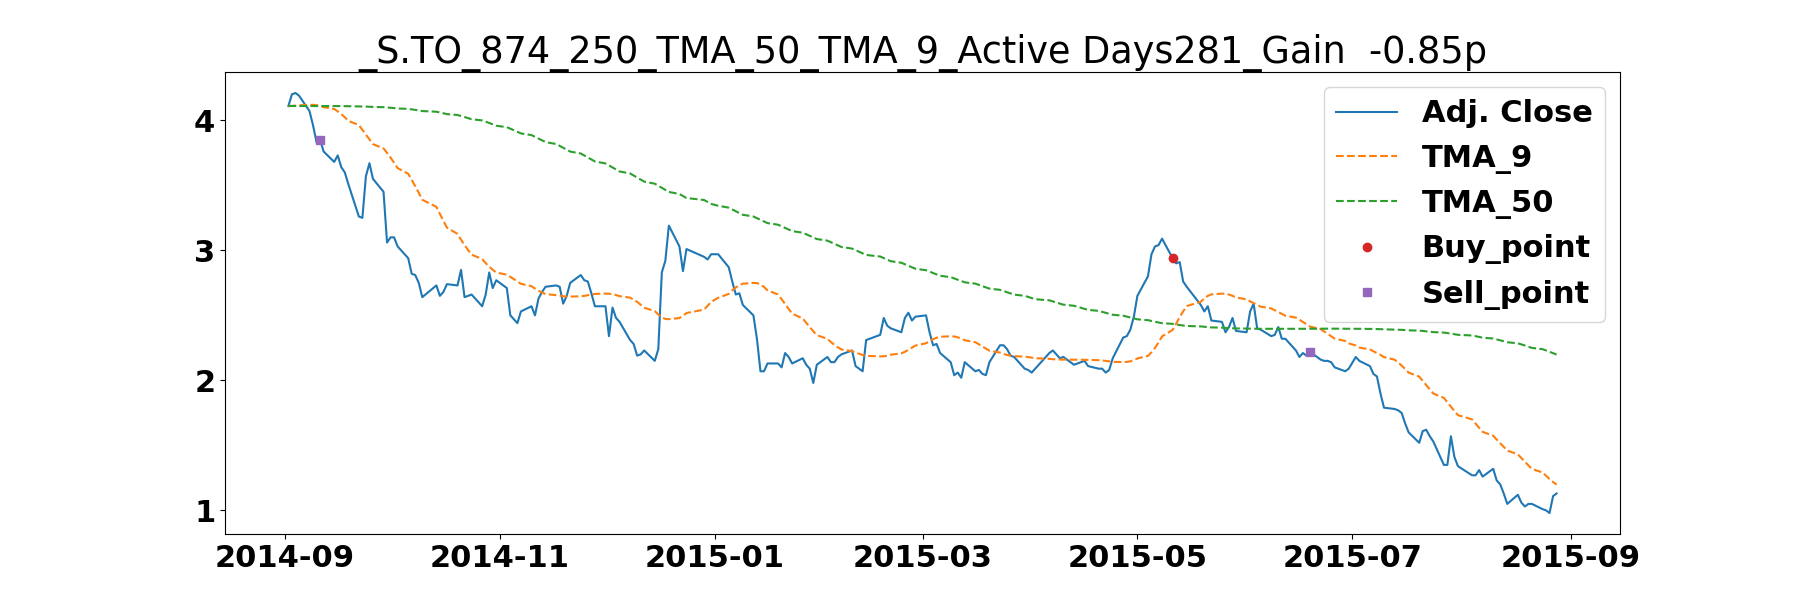 _S.TO_874_250_TMA_50_TMA_9_Active Days281_Gain  -0.85p
Adj. Close
TMA_9
TMA_50
Buy_point
Sell_point
4
3
2
1
2014-09 2014-11 2015-01 2015-03 2015-05 2015-07 2015-09